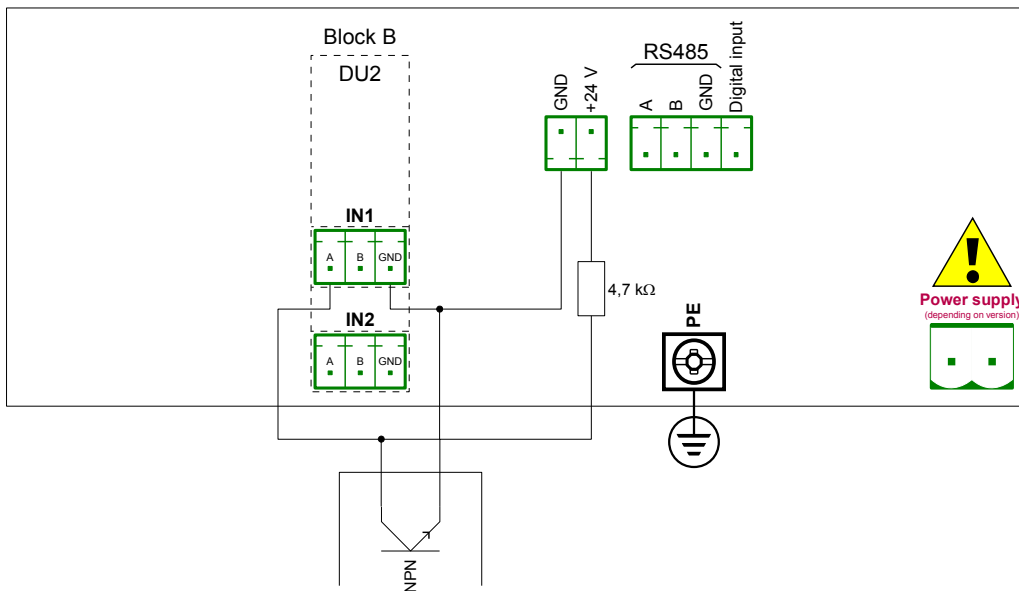 Block B
DU2
IN1
A B GND
IN2
A B GND
GND
+24 V
RS485
A
B
GND
Digital input
4,7 kΩ
PE
Power supply
(depending on version)
NPN